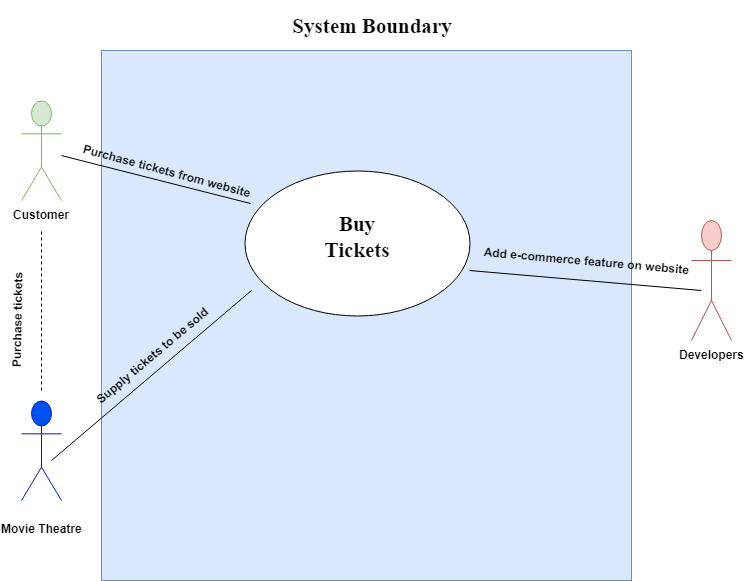 System Boundary
Purchase tickets from website
Customer
Buy
Tickets
Add e-commerce feature on website
Developers
Purchase tickets
Supply tickets to be sold
Movie Theatre